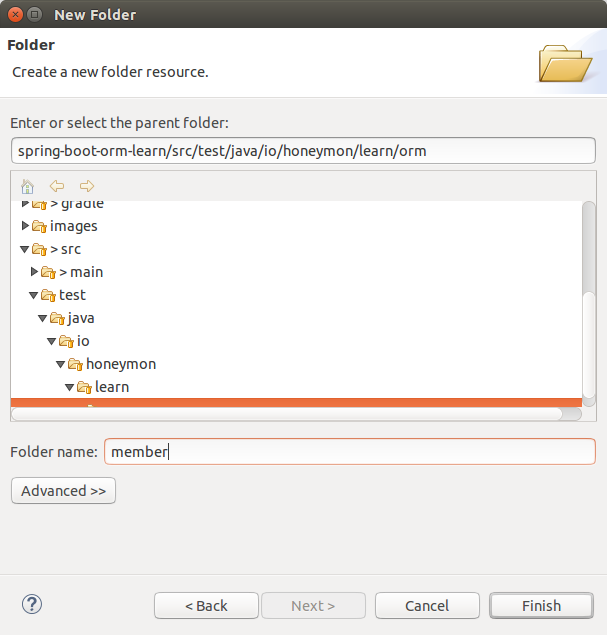 New Folder
Folder
Create a new folder resource.
Enter or select the parent folder:
spring-boot-orm-learn/src/test/java/io/honeymon/learn/orm
> gradle
images
> src
> main
test
java
io
honeymon
learn
Folder name: member
Advanced >>
? < Back Next > Cancel Finish